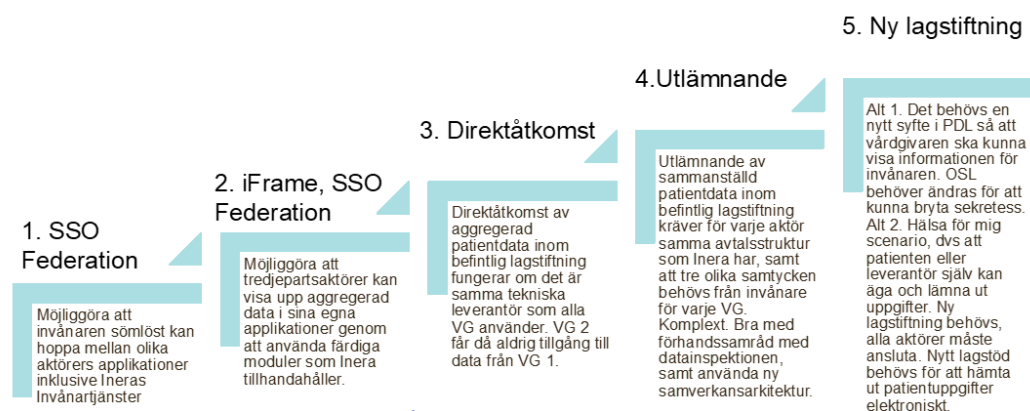 1. SSO
Federation
Möjliggöra att
invånaren sömlöst kan
hoppa mellan olika
aktörers applikationer
inklusive Ineras
Invånartjänster
2. iFrame, SSO
Federation
Möjliggöra att
tredjepartsaktörer kan
visa upp aggregerad
data i sina egna
applikationer genom
att använda färdiga
moduler som Inera
tillhandahåller.
3. Direktåtkomst
Direktåtkomst av
aggregerad
patientdata inom
befintlig lagstiftning
fungerar om det är
samma tekniska
leverantör som alla
VG använder. VG 2
får då aldrig tillgång till
data från VG 1.
4.Utlämnande
Utlämnande av
sammanställd
patientdata inom
befintlig lagstiftning
kräver för varje aktör
samma avtalsstruktur
som Inera har, samt
att tre olika samtycken
behövs från invånare
för varje VG.
Komplext. Bra med
förhandssamråd med
datainspektionen,
samt använda ny
samverkansarkitektur.
5. Ny lagstiftning
Alt 1. Det behövs en
nytt syfte i PDL så att
vårdgivaren ska kunna
visa informationen för
invånaren. OSL
behöver ändras för att
kunna bryta sekretess.
Alt 2. Hälsa för mig
scenario, dvs att
patienten eller
leverantör själv kan
äga och lämna ut
uppgifter. Ny
lagstiftning behövs,
alla aktörer måste
ansluta. Nytt lagstöd
behövs för att hämta
ut patientuppgifter
elektroniskt.